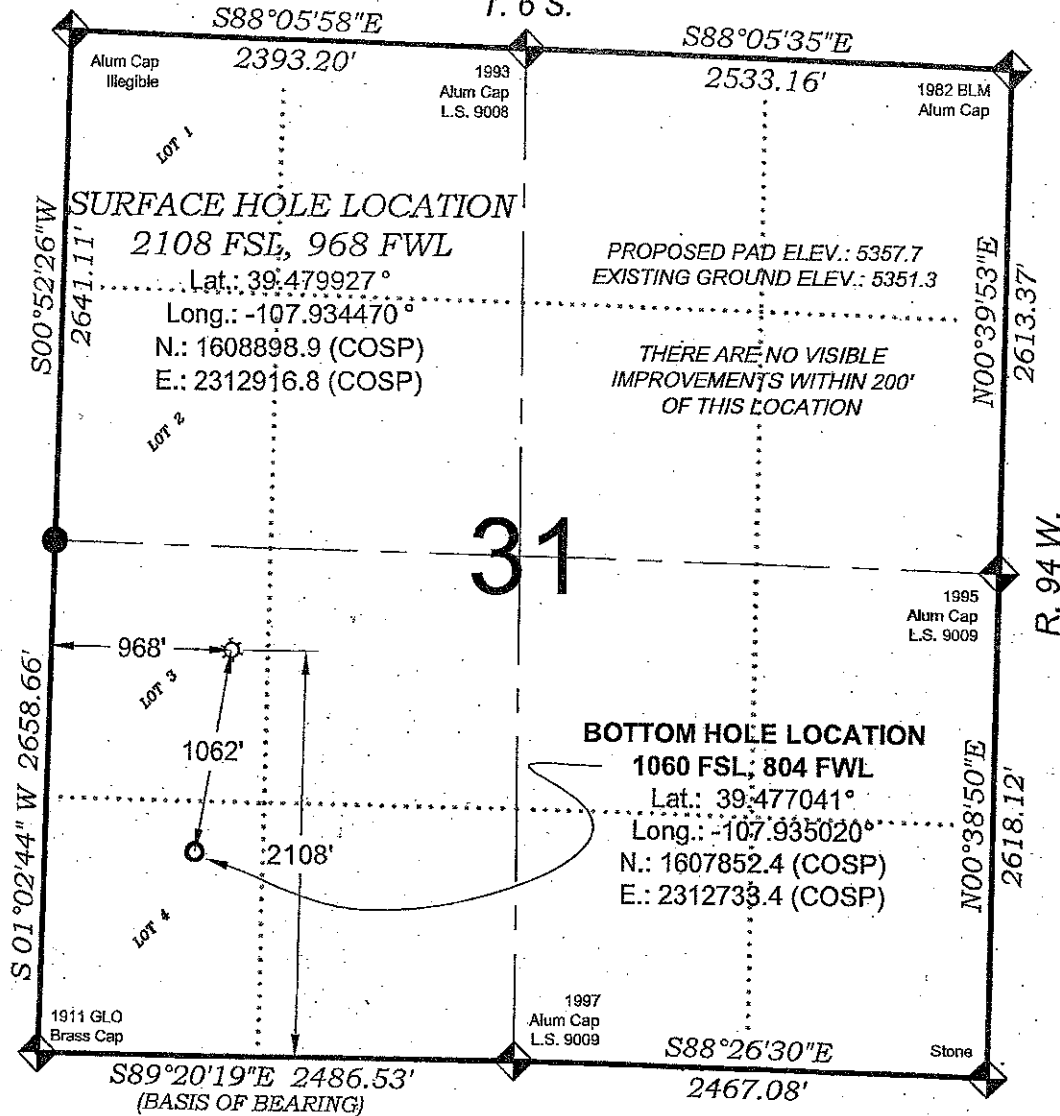 T. 6 S.
S88°05'58"E
2393.20'
S88°05'35"E
2533.16'
Alum Cap
Illegible
1993
Alum Cap
L.S. 9008
1982 BLM
Alum Cap
LOT 1
S00°52'26"W
2641.11'
SURFACE HOLE LOCATION
2108 FSL, 968 FWL
Lat.: 39.479927°
Long.: -107.934470°
N.: 1608898.9 (COSP)
E.: 2312916.8 (COSP)
PROPOSED PAD ELEV.: 5357.7
EXISTING GROUND ELEV.: 5351.3
THERE ARE NO VISIBLE
IMPROVEMENTS WITHIN 200'
OF THIS LOCATION
N00°39'53"E
2613.37'
LOT 2
31
R. 94 W.
1995
Alum Cap
L.S. 9009
968'
LOT 3
S 01°02'44" W 2658.66'
1062'
2108'
BOTTOM HOLE LOCATION
1060 FSL, 804 FWL
Lat.: 39.477041°
Long.: -107.935020°
N.: 1607852.4 (COSP)
E.: 2312733.4 (COSP)
N00°38'50"E
2618.12'
LOT 4
1911 GLO
Brass Cap
1997
Alum Cap
L.S. 9009
Stone
S89°20'19"E 2486.53'
(BASIS OF BEARING)
S88°26'30"E
2467.08'